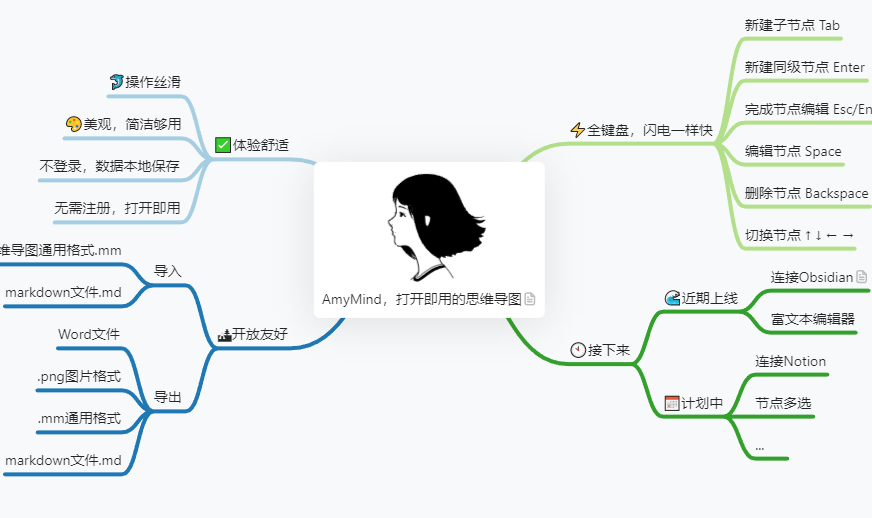 AmyMind，打开即用的思维导图
体验舒适
操作丝滑
美观，简洁够用
不登录，数据本地保存
无需注册，打开即用
开放友好
导入
维导图通用格式.mm
markdown文件.md
导出
Word文件
.png图片格式
.mm通用格式
markdown文件.md
全键盘，闪电一样快
新建子节点 Tab
新建同级节点 Enter
完成节点编辑 Esc/En
编辑节点 Space
删除节点 Backspace
切换节点 ↑ ↓ ← →
接下来
近期上线
连接Obsidian
富文本编辑器
计划中
连接Notion
节点多选
...